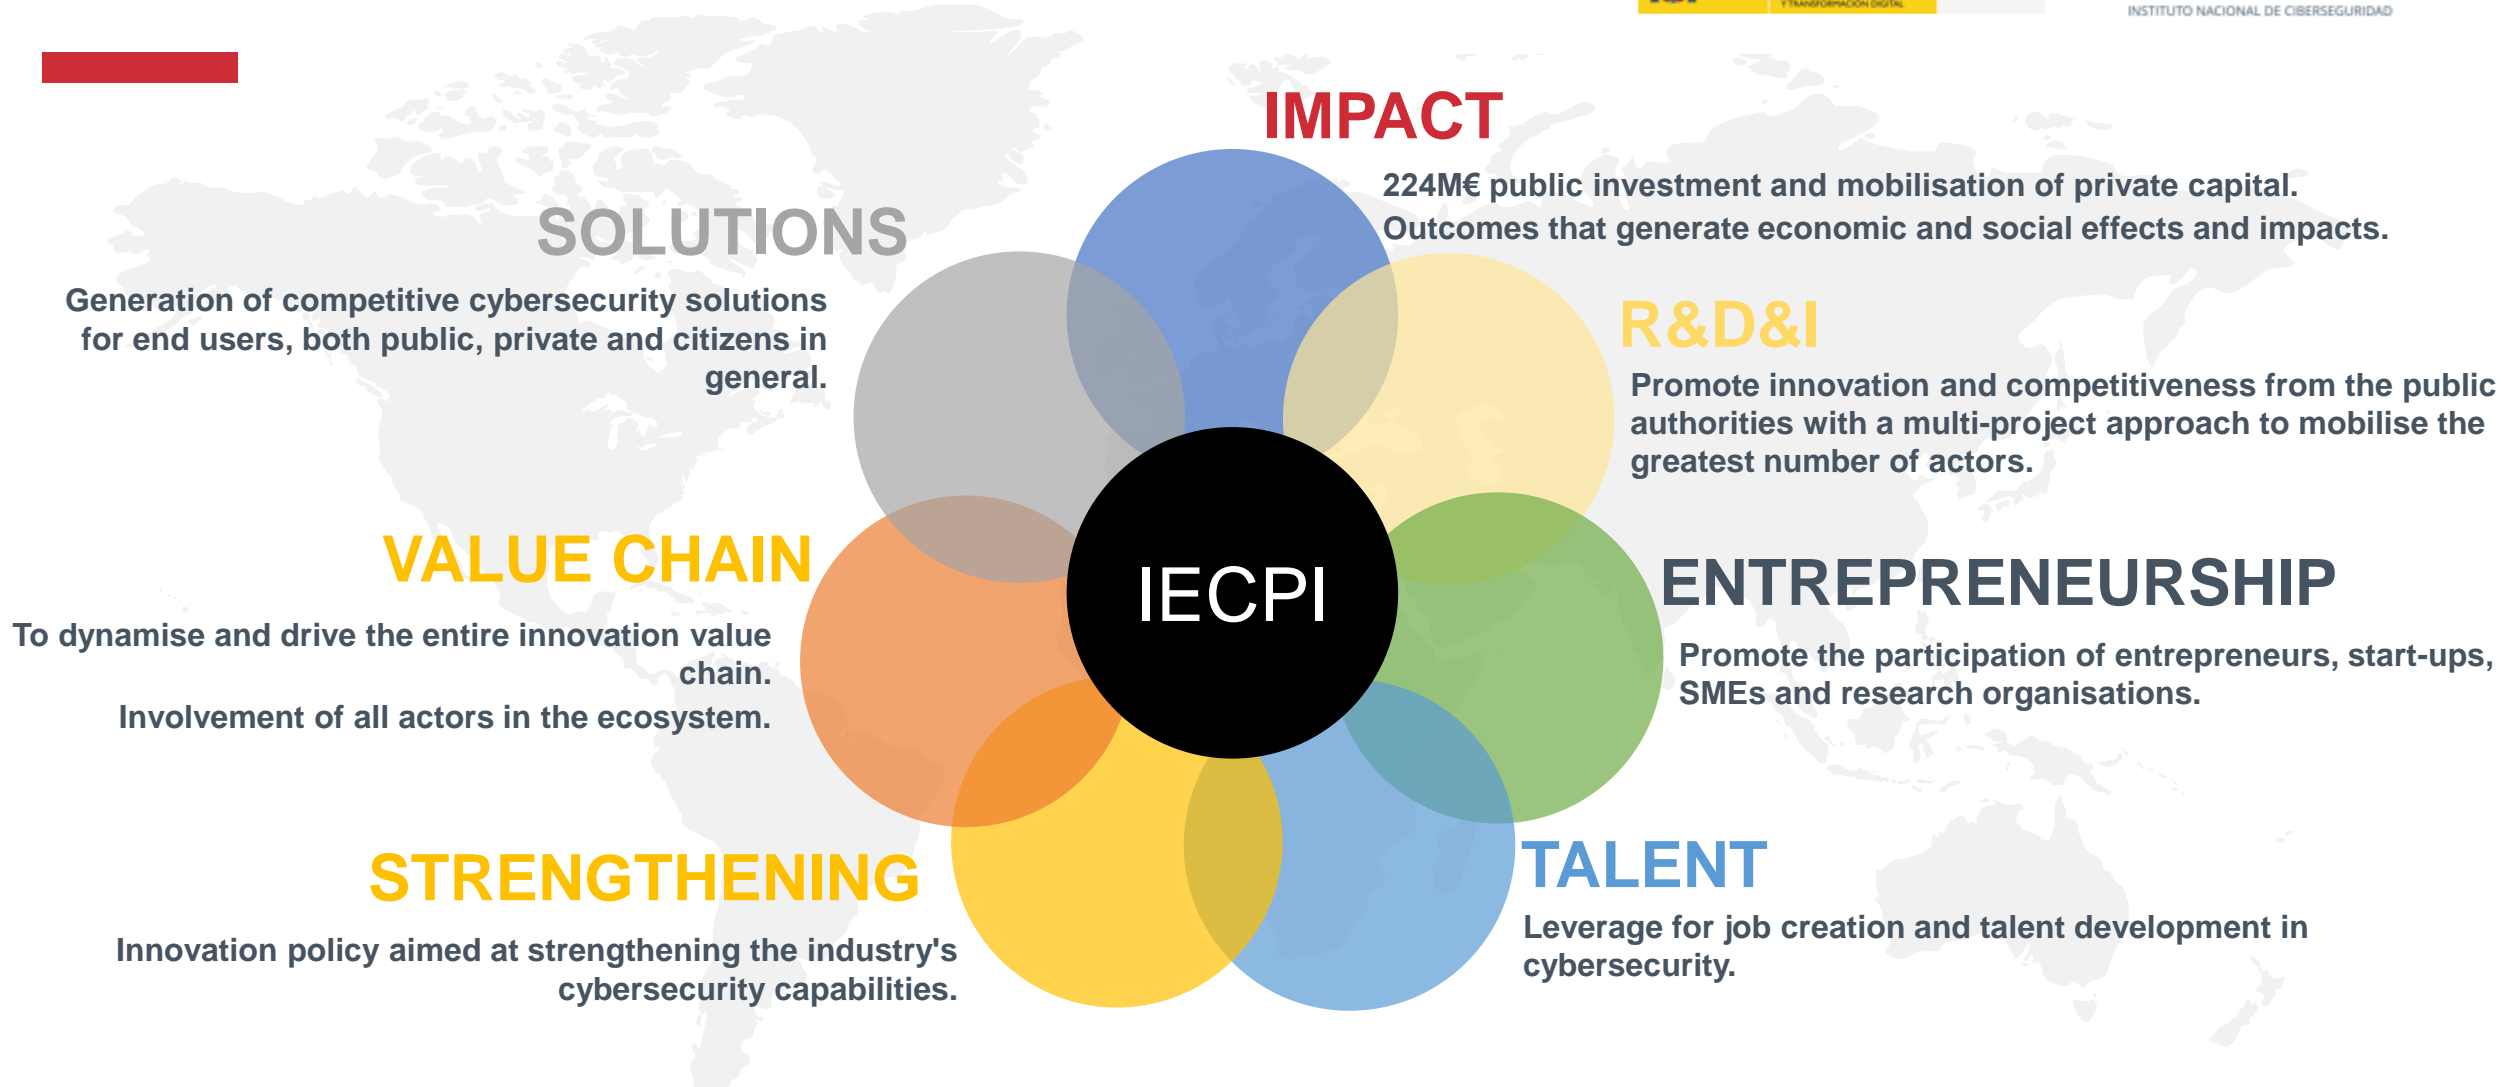 Y TRANSFORMACIÓN DIGITAL
INSTITUTO NACIONAL DE CIBERSEGURIDAD
IMPACT
224M€ public investment and mobilisation of private capital.
Outcomes that generate economic and social effects and impacts.
SOLUTIONS
Generation of competitive cybersecurity solutions
for end users, both public, private and citizens in
general.
R&D&I
Promote innovation and competitiveness from the public
authorities with a multi-project approach to mobilise the
greatest number of actors.
VALUE CHAIN
To dynamise and drive the entire innovation value
chain.
Involvement of all actors in the ecosystem.
IECPI
ENTREPRENEURSHIP
Promote the participation of entrepreneurs, start-ups,
SMEs and research organisations.
STRENGTHENING
Innovation policy aimed at strengthening the industry's
cybersecurity capabilities.
TALENT
Leverage for job creation and talent development in
cybersecurity.